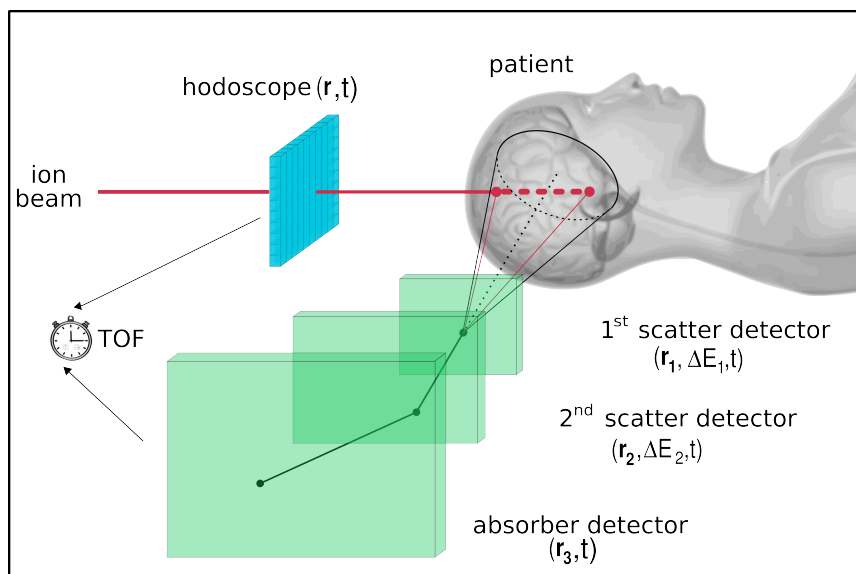 patient
hodoscope (r,t)
ion
beam
TOF
1st scatter detector
(r1, ΔE1,t)
2nd scatter detector
(r2,ΔE2,t)
absorber detector
(r3,t)